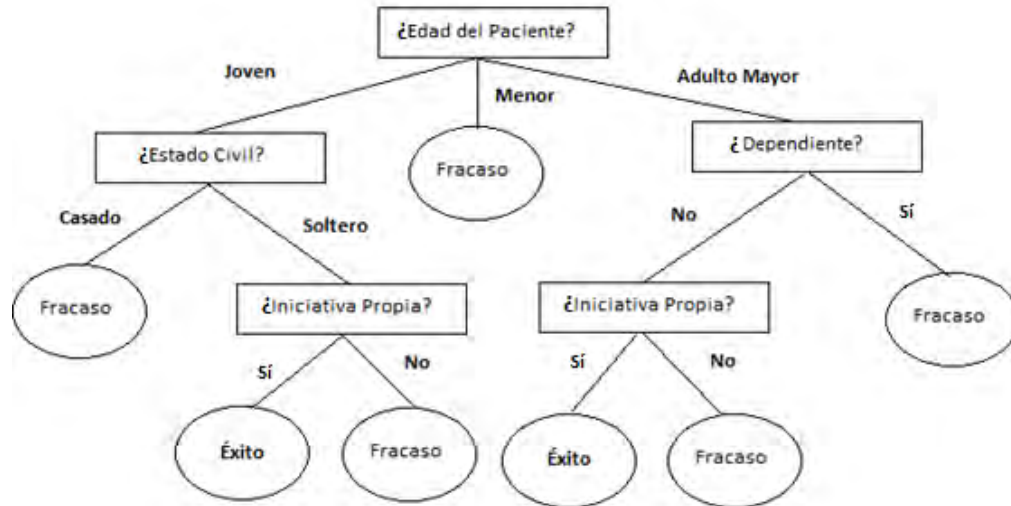 ¿Edad del Paciente?
Joven
Menor
Adulto Mayor
¿Estado Civil?
Fracaso
¿Dependiente?
Casado
Soltero
No
Sí
Fracaso
¿Iniciativa Propia?
¿Iniciativa Propia?
Fracaso
Sí
No
Sí
No
Éxito
Fracaso
Éxito
Fracaso